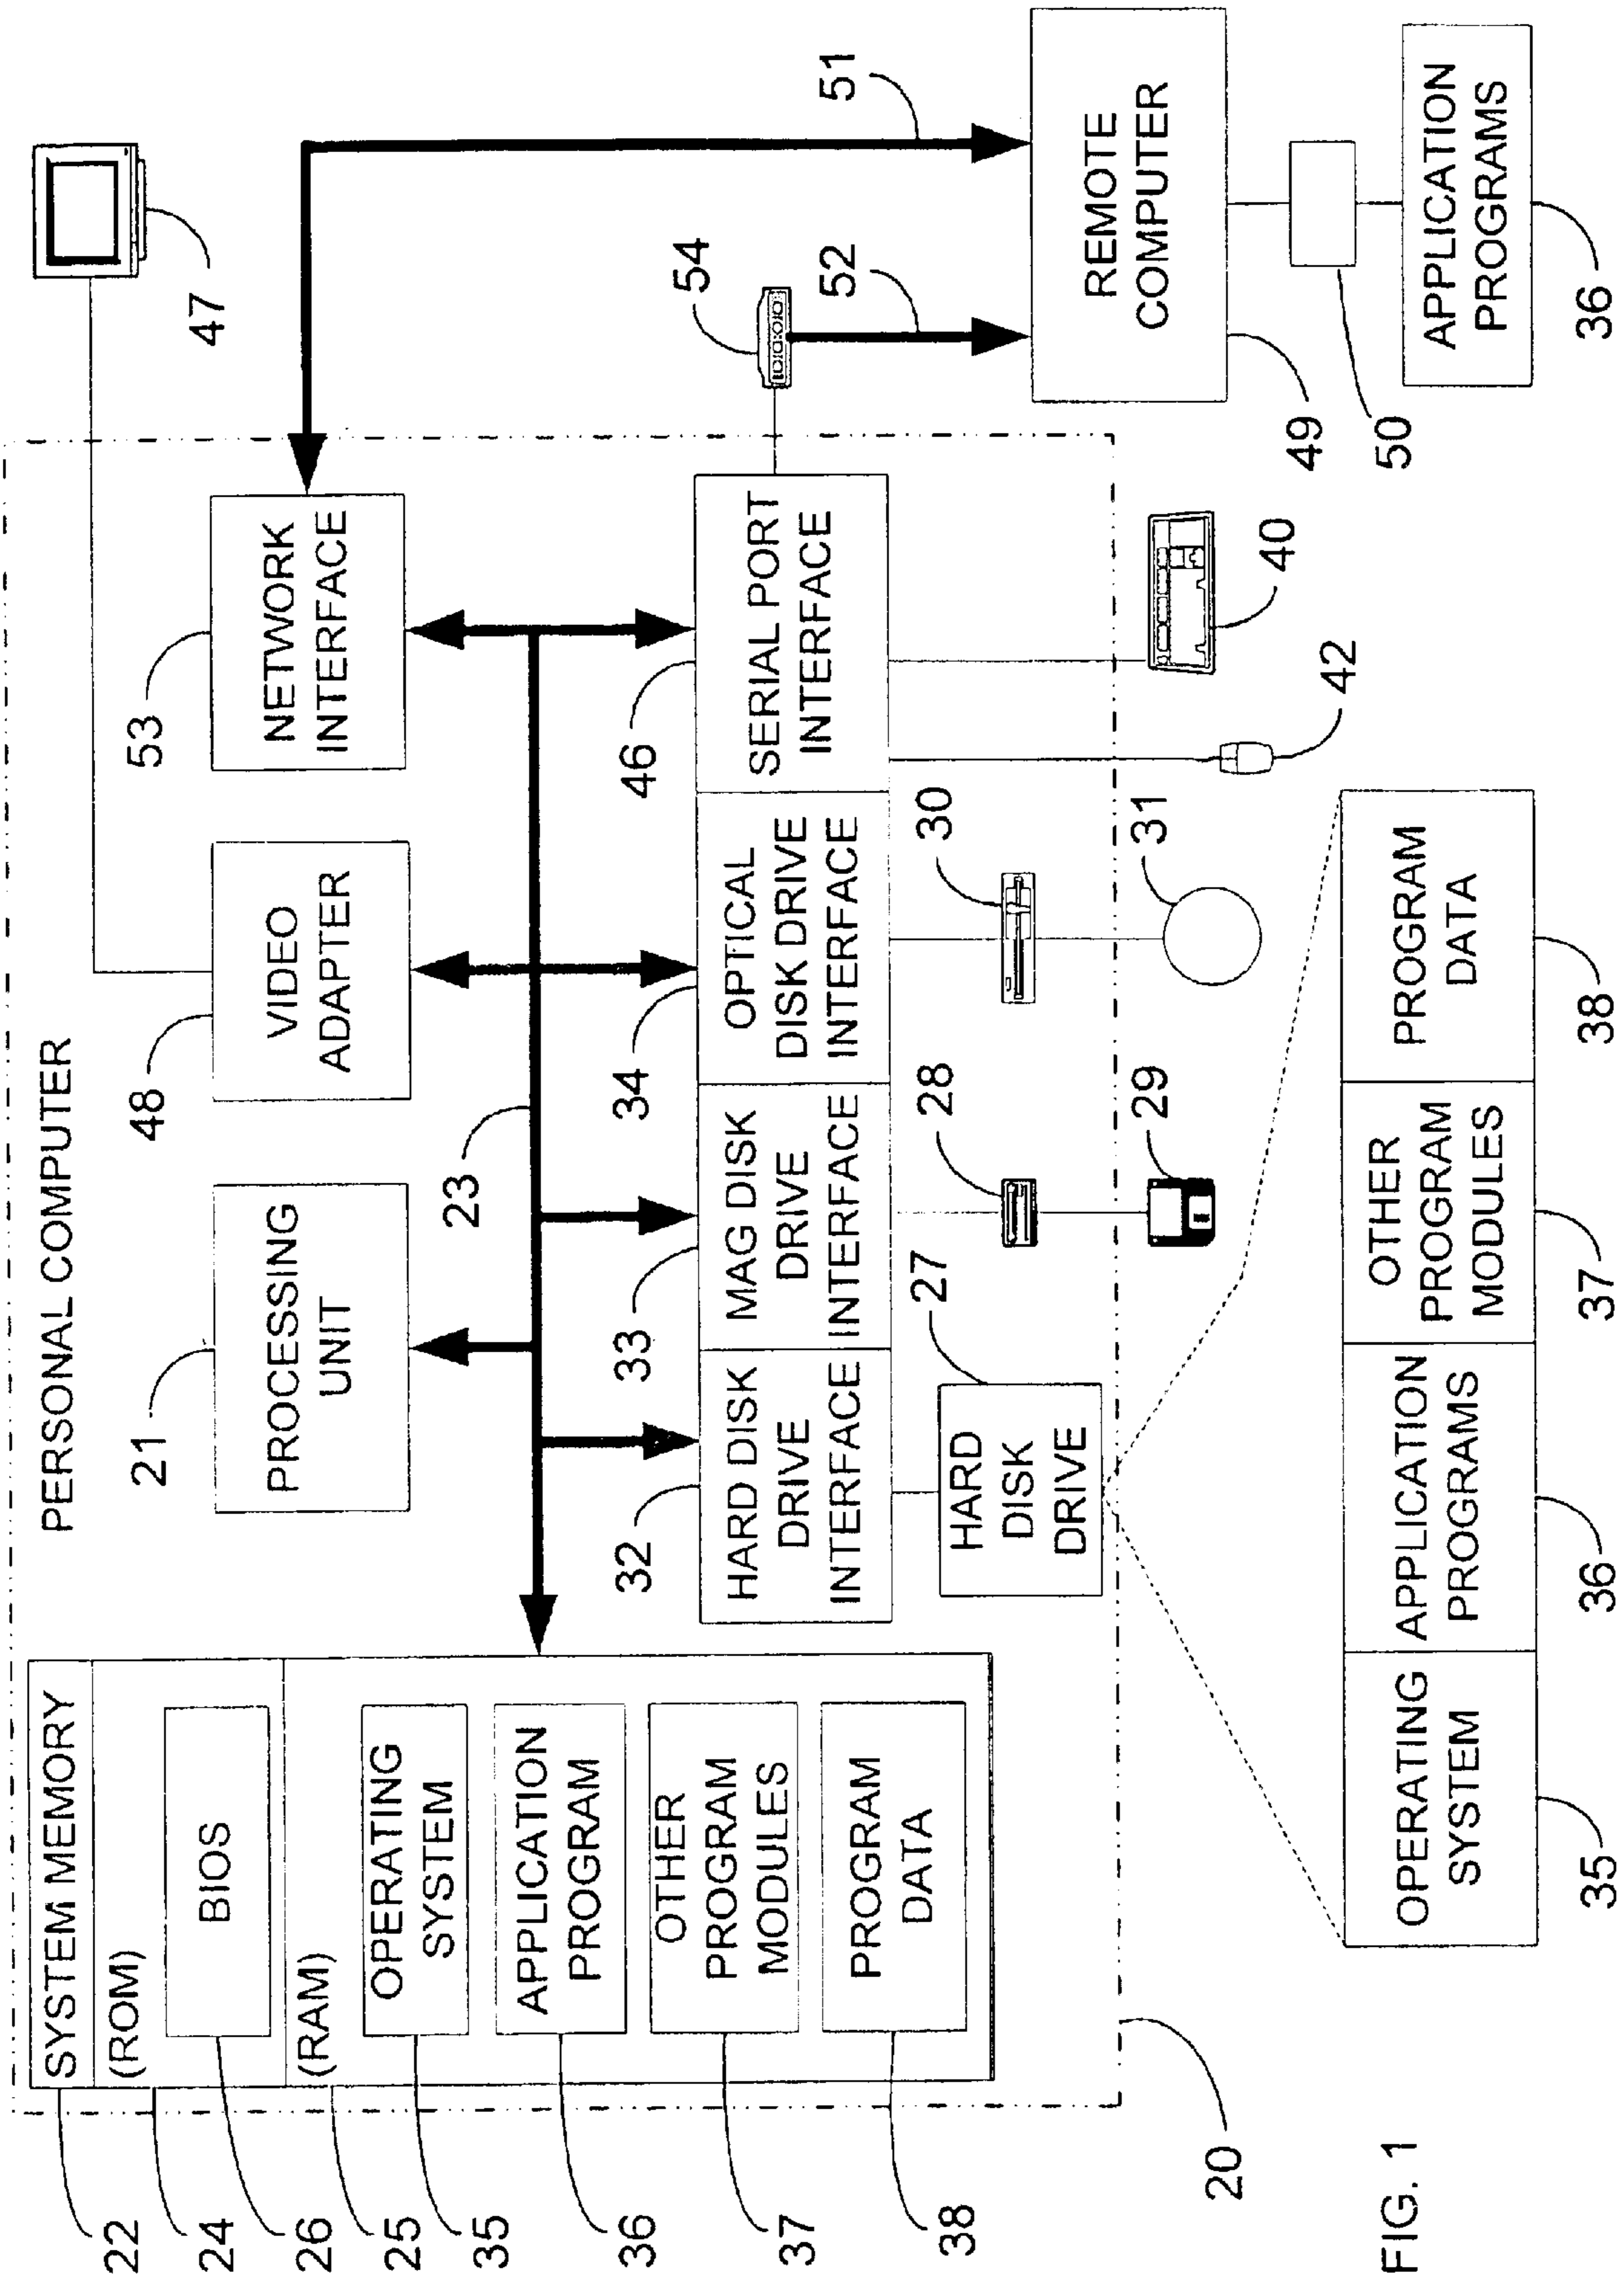 PERSONAL COMPUTER
47
22
SYSTEM MEMORY
24
(ROM)
26
BIOS
25
(RAM)
35
OPERATING
SYSTEM
36
APPLICATION
PROGRAM
37
OTHER
PROGRAM
MODULES
38
PROGRAM
DATA
21
PROCESSING
UNIT
48
VIDEO
ADAPTER
53
NETWORK
INTERFACE
23
32
HARD DISK
DRIVE
INTERFACE
33
MAG DISK
DRIVE
INTERFACE
34
OPTICAL
DISK DRIVE
INTERFACE
46
SERIAL PORT
INTERFACE
54
52
51
27
HARD
DISK
DRIVE
28
29
30
31
42
40
REMOTE
COMPUTER
49
50
APPLICATION
PROGRAMS
36
20
OPERATING
SYSTEM
35
APPLICATION
PROGRAMS
36
OTHER
PROGRAM
MODULES
37
PROGRAM
DATA
38
FIG. 1